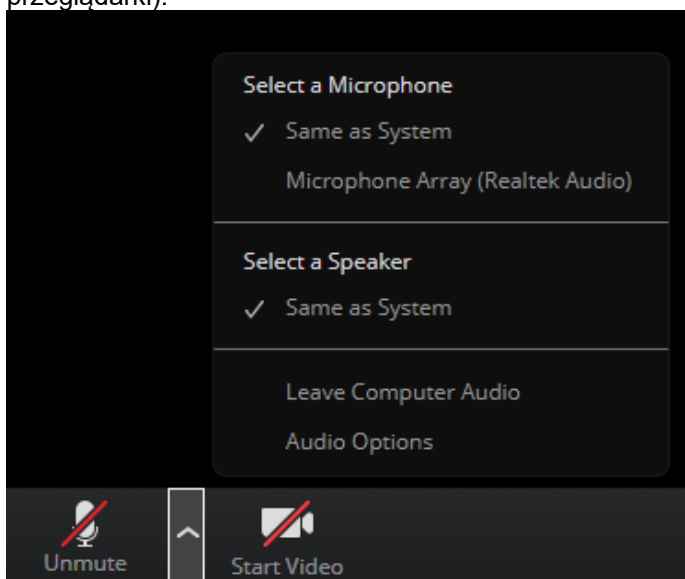 przeglądarki).
Select a Microphone
Same as System
Microphone Array (Realtek Audio)
Select a Speaker
Same as System
Leave Computer Audio
Audio Options
Unmute
Start Video